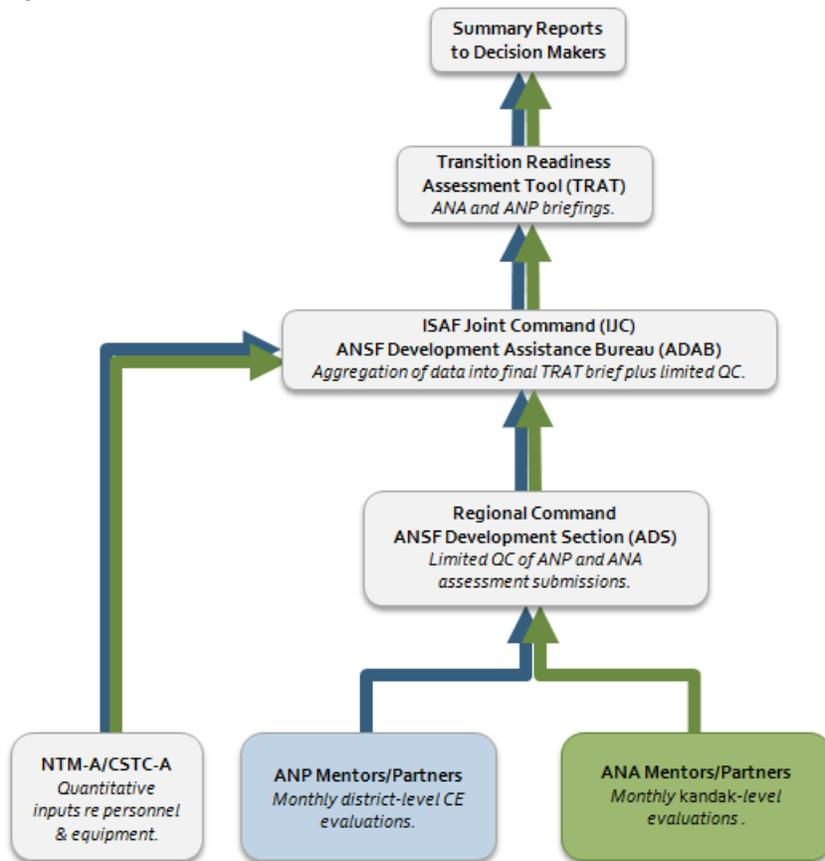 Summary Reports
to Decision Makers
Transition Readiness
Assessment Tool (TRAT)
ANA and ANP briefings.
ISAF Joint Command (IJC)
ANSF Development Assistance Bureau (ADAB)
Aggregation of data into final TRAT brief plus limited QC.
Regional Command
ANSF Development Section (ADS)
Limited QC of ANP and ANA
assessment submissions.
NTM-A/CSTC-A
Quantitative
inputs re personnel
& equipment.
ANP Mentors/Partners
Monthly district-level CE
evaluations.
ANA Mentors/Partners
Monthly kandak-level
evaluations .